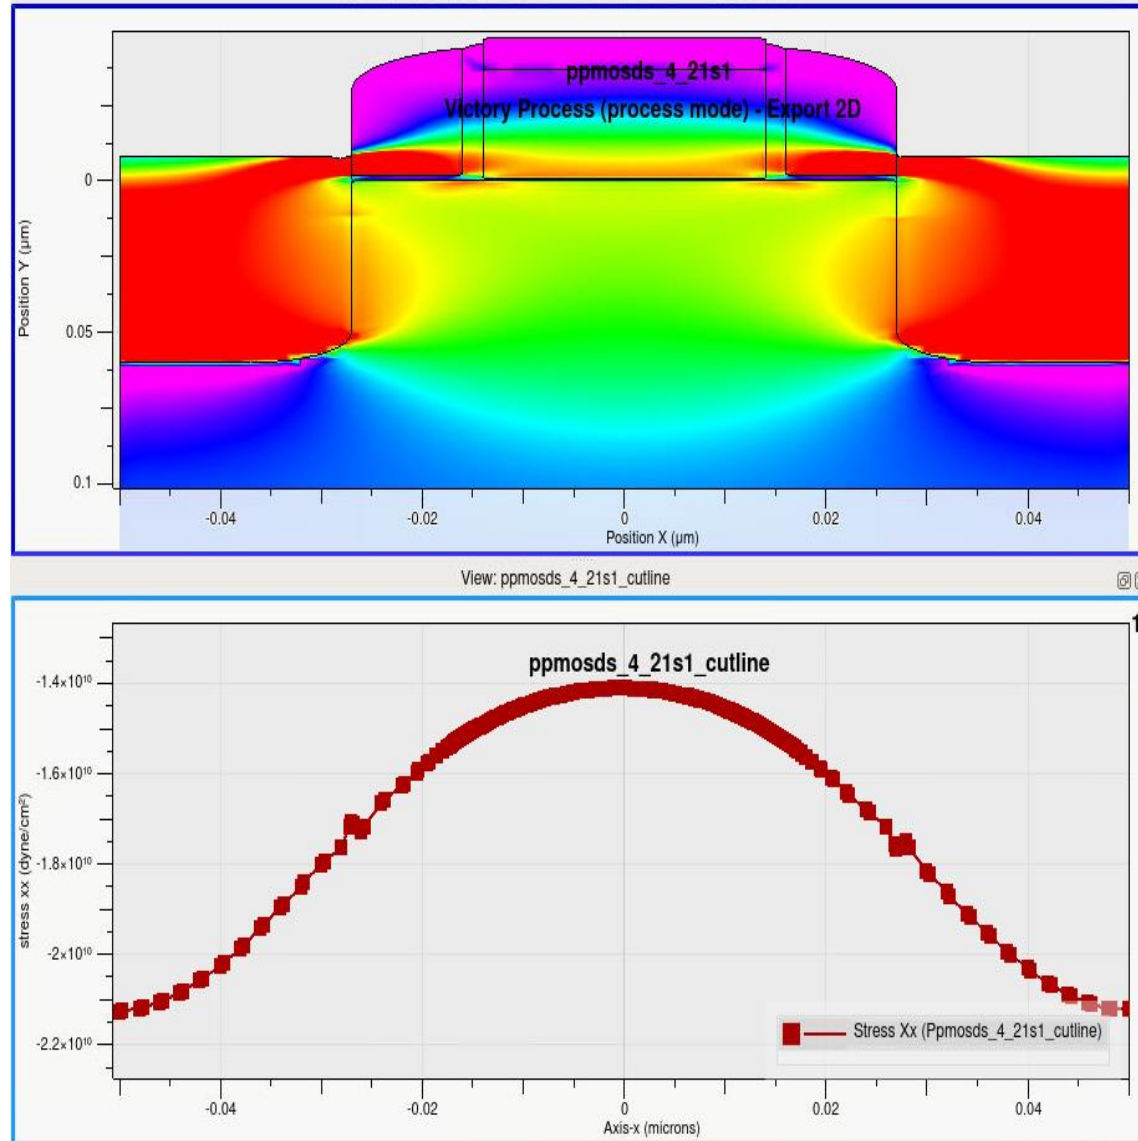 ppmosds_4_21s1
Victory Process (process mode) - Export 2D
Position Y (µm)
0
0.05
0.1
-0.04
-0.02
0
0.02
0.04
Position X (µm)
View: ppmosds_4_21s1_cutline
ppmosds_4_21s1_cutline
stress xx (dyne/cm²)
-1.4×10¹⁰
-1.6×10¹⁰
-1.8×10¹⁰
-2×10¹⁰
-2.2×10¹⁰
Stress Xx (Ppmosds_4_21s1_cutline)
-0.04
-0.02
0
0.02
0.04
Axis-x (microns)